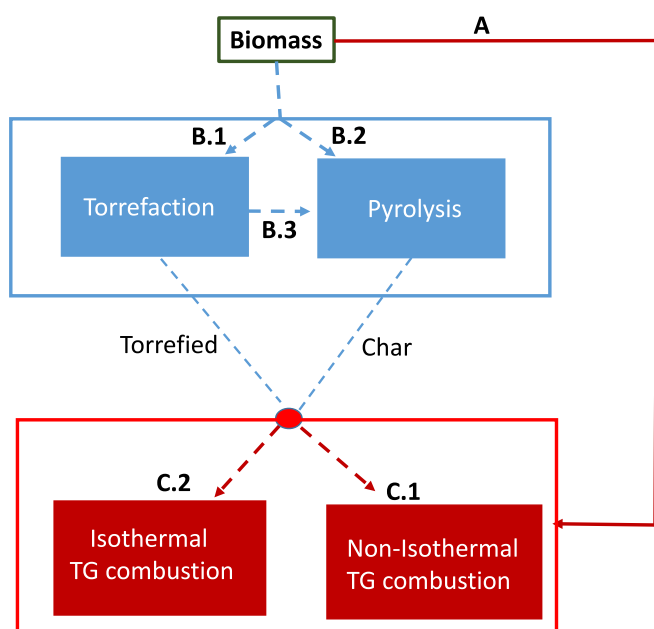 Biomass
A
B.1
B.2
Torrefaction
Pyrolysis
B.3
Torrefied
Char
C.2
C.1
Isothermal
TG combustion
Non-Isothermal
TG combustion